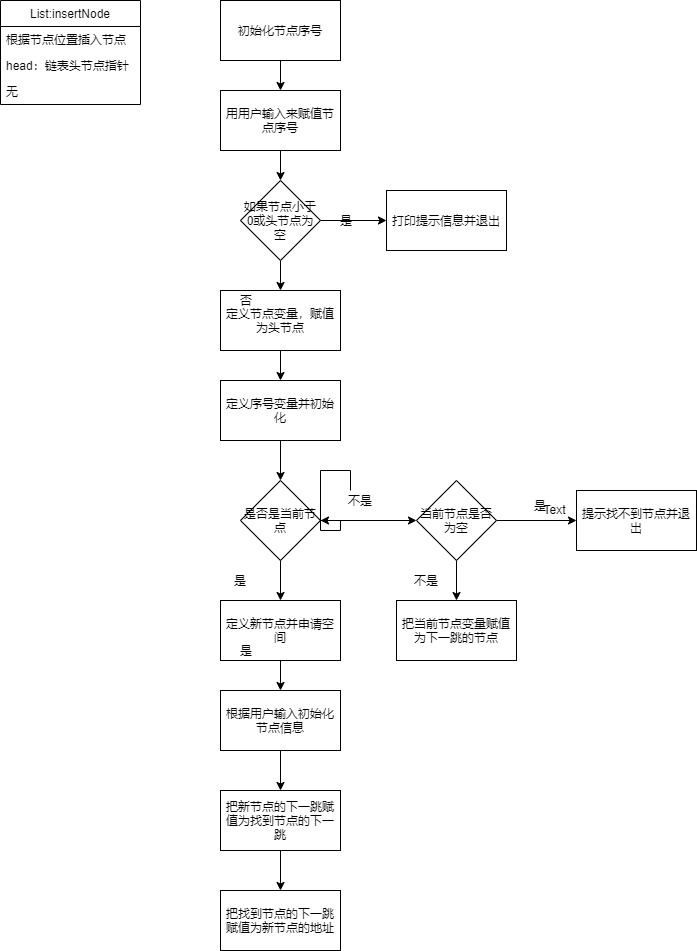 List:insertNode
根据节点位置插入节点
head：链表头节点指针
无
初始化节点序号
用用户输入来赋值节
点序号
如果节点小于
0或头节点为
空
是
打印提示信息并退出
否
定义节点变量，赋值
为头节点
定义序号变量并初始
化
是否是当前节
点
不是
当前节点是否
为空
是
Text
提示找不到节点并退
出
是
不是
定义新节点并申请空
间
是
把当前节点变量赋值
为下一跳的节点
根据用户输入初始化
节点信息
把新节点的下一跳赋
值为找到节点的下一
跳
把找到节点的下一跳
赋值为新节点的地址